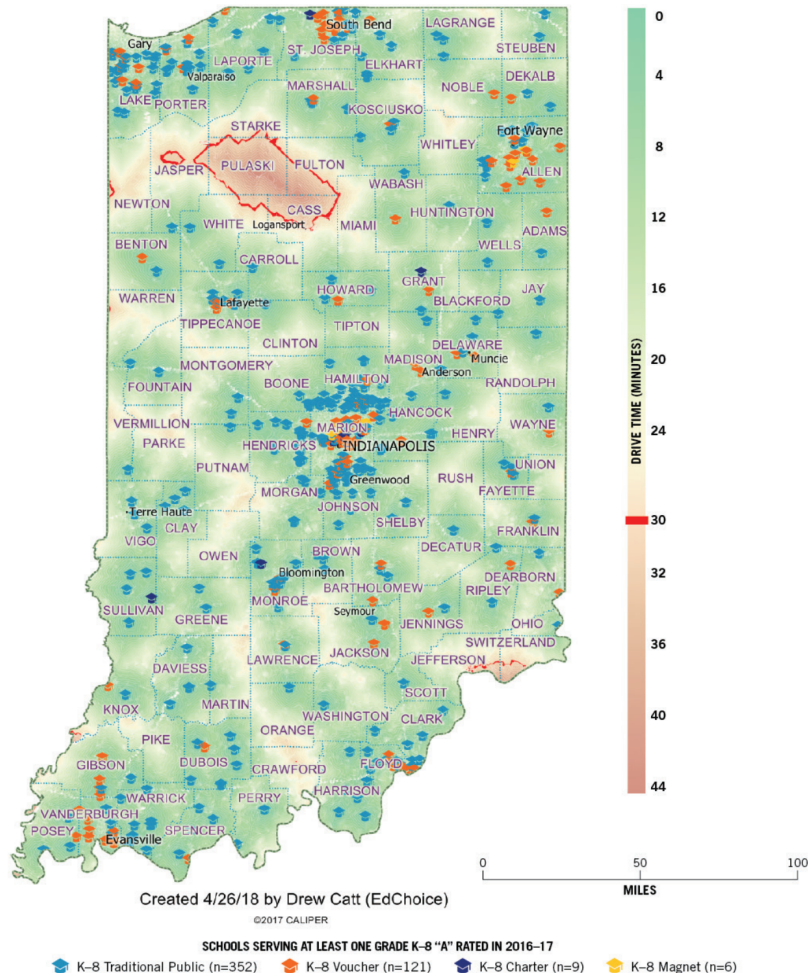 South Bend
LAGRANGE
Gary
ST. JOSEPH
STEUBEN
LAPORTE
ELKHART
Valparaiso
DEKALB
MARSHALL
NOBLE
LAKE PORTER
KOSCIUSKO
STARKE
Fort Wayne
WHITLEY
PULASKI
FULTON
JASPER
ALLEN
WABASH
NEWTON
CASS
HUNTINGTON
WHITE
Logansport
MIAMI
ADAMS
BENTON
WELLS
CARROLL
GRANT
HOWARD
JAY
WARREN
Lafayette
BLACKFORD
TIPPECANOE
TIPTON
CLINTON
DELAWARE
MADISON
Muncie
MONTGOMERY
Anderson
BOONE
HAMILTON
RANDOLPH
FOUNTAIN
HANCOCK
VERMILLION
MARION
WAYNE
HENDRICKS
INDIANAPOLIS
HENRY
PARKE
PUTNAM
UNION
RUSH
Greenwood
FAYETTE
MORGAN
JOHNSON
Terre Haute
SHELBY
CLAY
FRANKLIN
VIGO
DECATUR
OWEN
BROWN
Bloomington
DEARBORN
BARTHOLOMEW
RIPLEY
MONROE
SULLIVAN
Seymour
GREENE
JENNINGS
OHIO
SWITZERLAND
JACKSON
LAWRENCE
JEFFERSON
DAVIESS
SCOTT
MARTIN
KNOX
WASHINGTON
CLARK
ORANGE
PIKE
GIBSON
DUBOIS
FLOYD
CRAWFORD
HARRISON
WARRICK
PERRY
VANDERBURGH
POSEY
SPENCER
Evansville
0
4
8
12
16
20
24
30
32
36
40
44
DRIVE TIME (MINUTES)
0 50 100
MILES
Created 4/26/18 by Drew Catt (EdChoice)
©2017 CALIPER
SCHOOLS SERVING AT LEAST ONE GRADE K–8 “A” RATED IN 2016–17
K–8 Traditional Public (n=352) K–8 Voucher (n=121) K–8 Charter (n=9) K–8 Magnet (n=6)